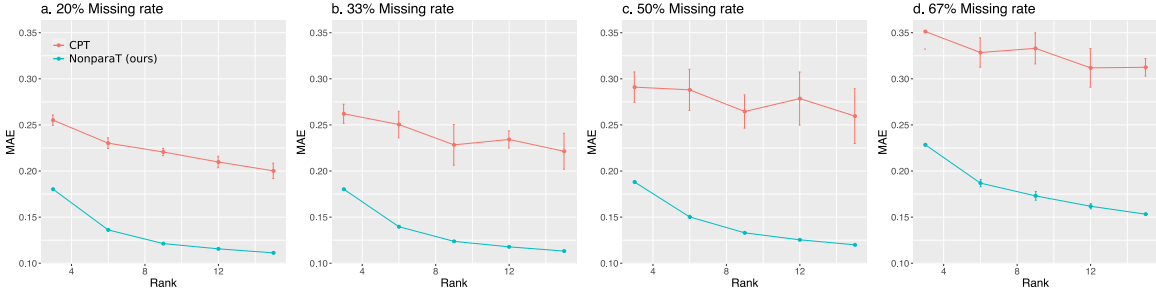 a. 20% Missing rate
0.35
0.30
0.25
0.20
0.15
0.10
MAE
CPT
NonparaT (ours)
4
8
12
Rank
b. 33% Missing rate
0.35
0.30
0.25
0.20
0.15
0.10
MAE
4
8
12
Rank
c. 50% Missing rate
0.35
0.30
0.25
0.20
0.15
0.10
MAE
4
8
12
Rank
d. 67% Missing rate
0.35
0.30
0.25
0.20
0.15
0.10
MAE
4
8
12
Rank